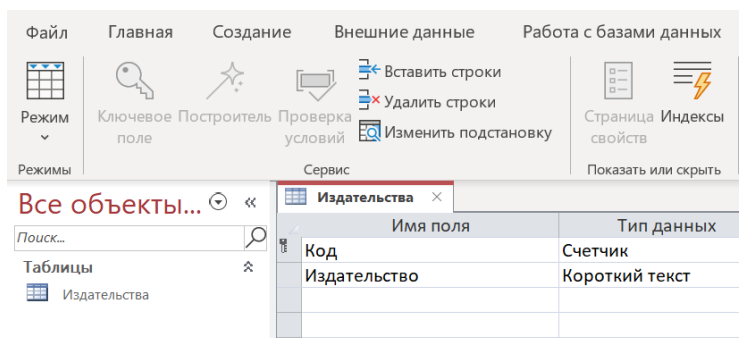 Файл Главная Создание Внешние данные Работа с базами данных
Режим
Ключевое поле
Построитель
Проверка условий
Вставить строки
Удалить строки
Изменить подстановку
Страница свойств
Индексы
Режимы Сервис Показать или скрыть
Все объекты...
Поиск...
Таблицы
Издательства
Издательства
Имя поля Тип данных
Код Счетчик
Издательство Короткий текст